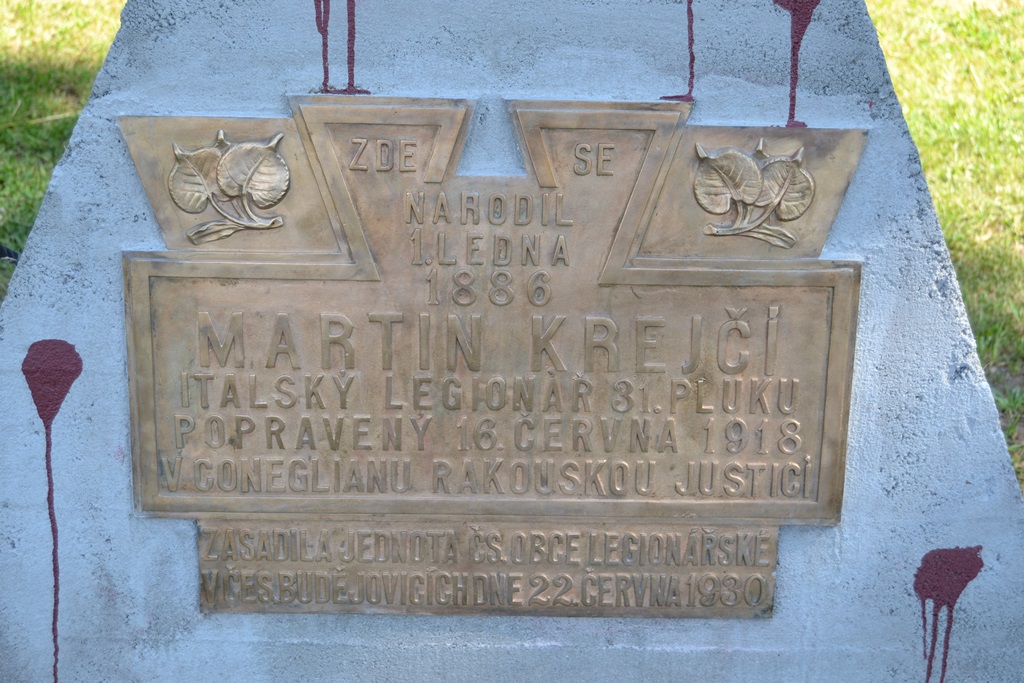 ZDE SE
NARODIL
1. LEDNA
1886
MARTIN KREJČÍ
ITALSKÝ LEGIONÁŘ 31. PLUKU
POPRAVENÝ 16. ČERVNA 1918
V CONEGLIANU RAKOUSKOU JUSTICÍ
ZASADILA JEDNOTA ČS. OBCE LEGIONÁŘSKÉ
V ČES. BUDĚJOVICÍCH DNE 22. ČERVNA 1930